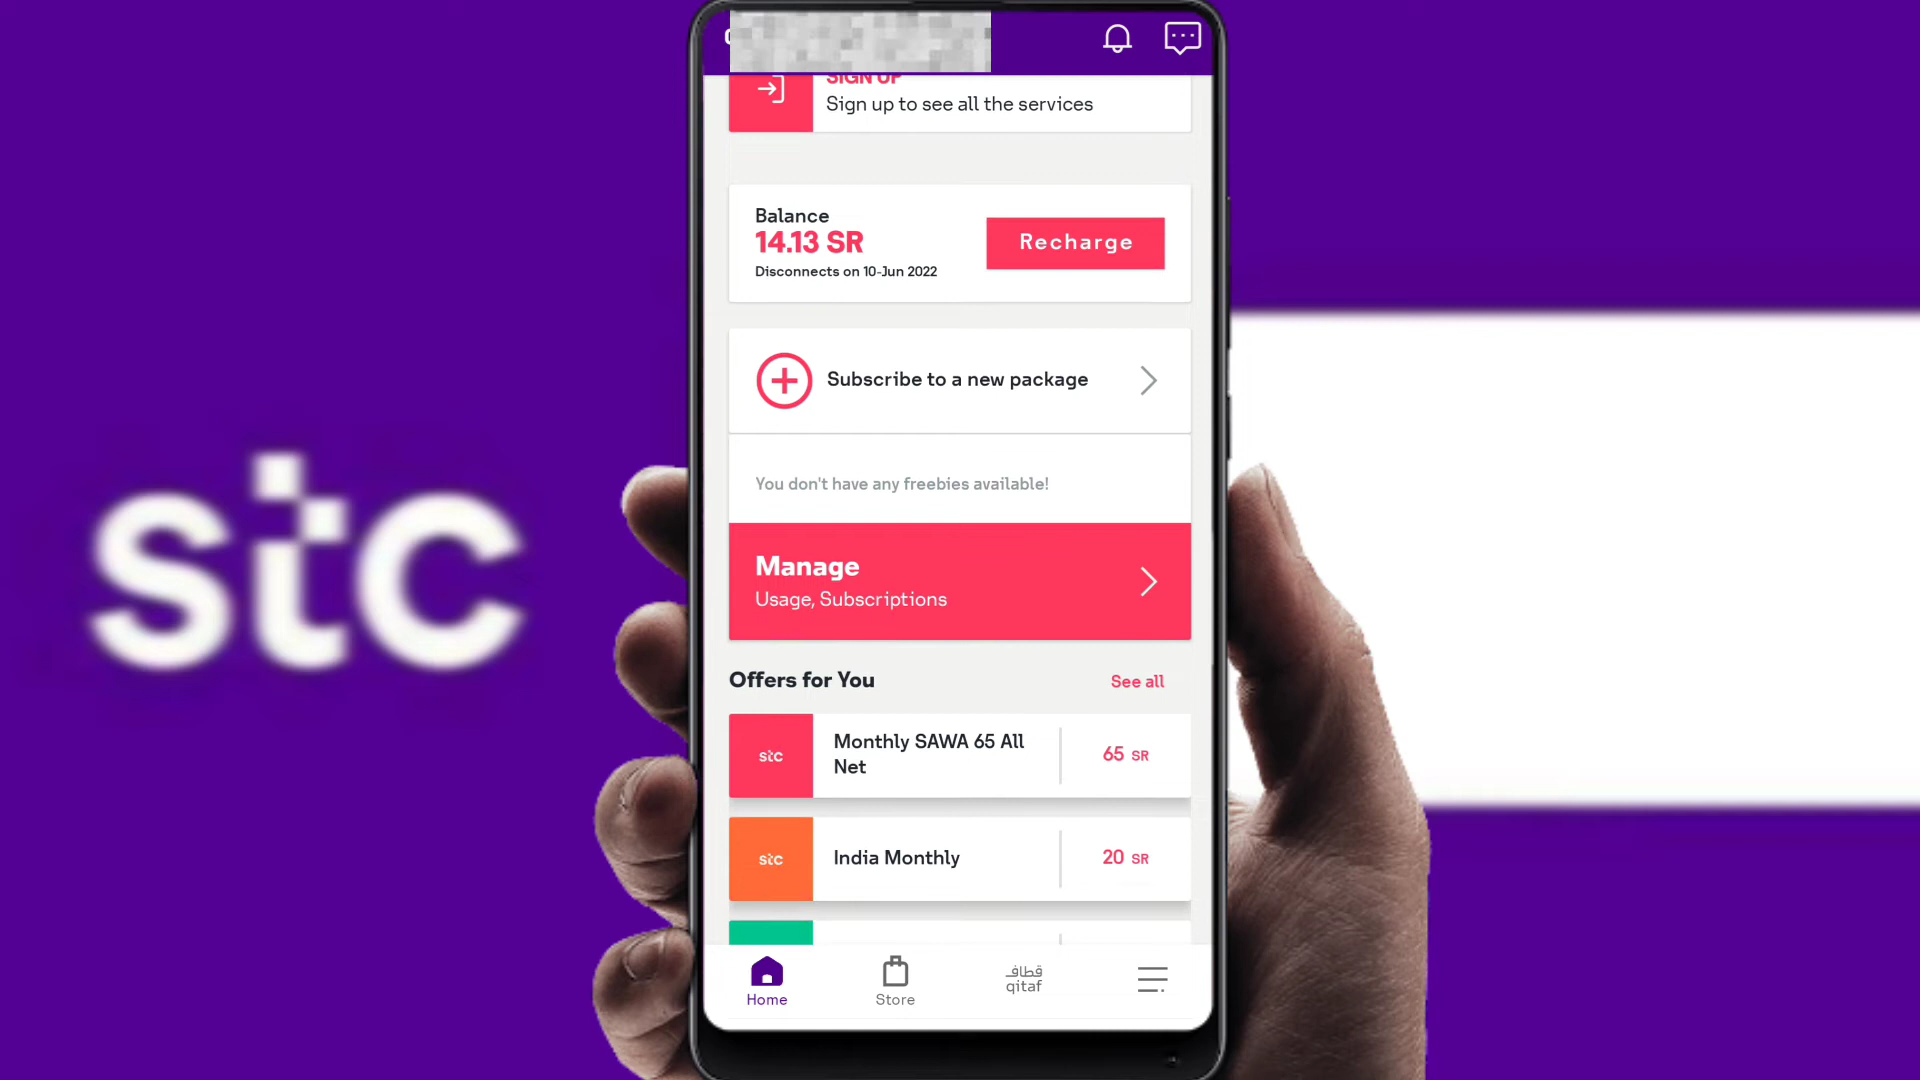 SIGN UP
Sign up to see all the services
Balance
14.13 SR
Disconnects on 10-Jun 2022
Recharge
Subscribe to a new package
You don't have any freebies available!
Manage
Usage, Subscriptions
Offers for You
See all
stc
Monthly SAWA 65 All
Net
65 SR
stc
India Monthly
20 SR
Home
Store
قطاف
qitaf
stc